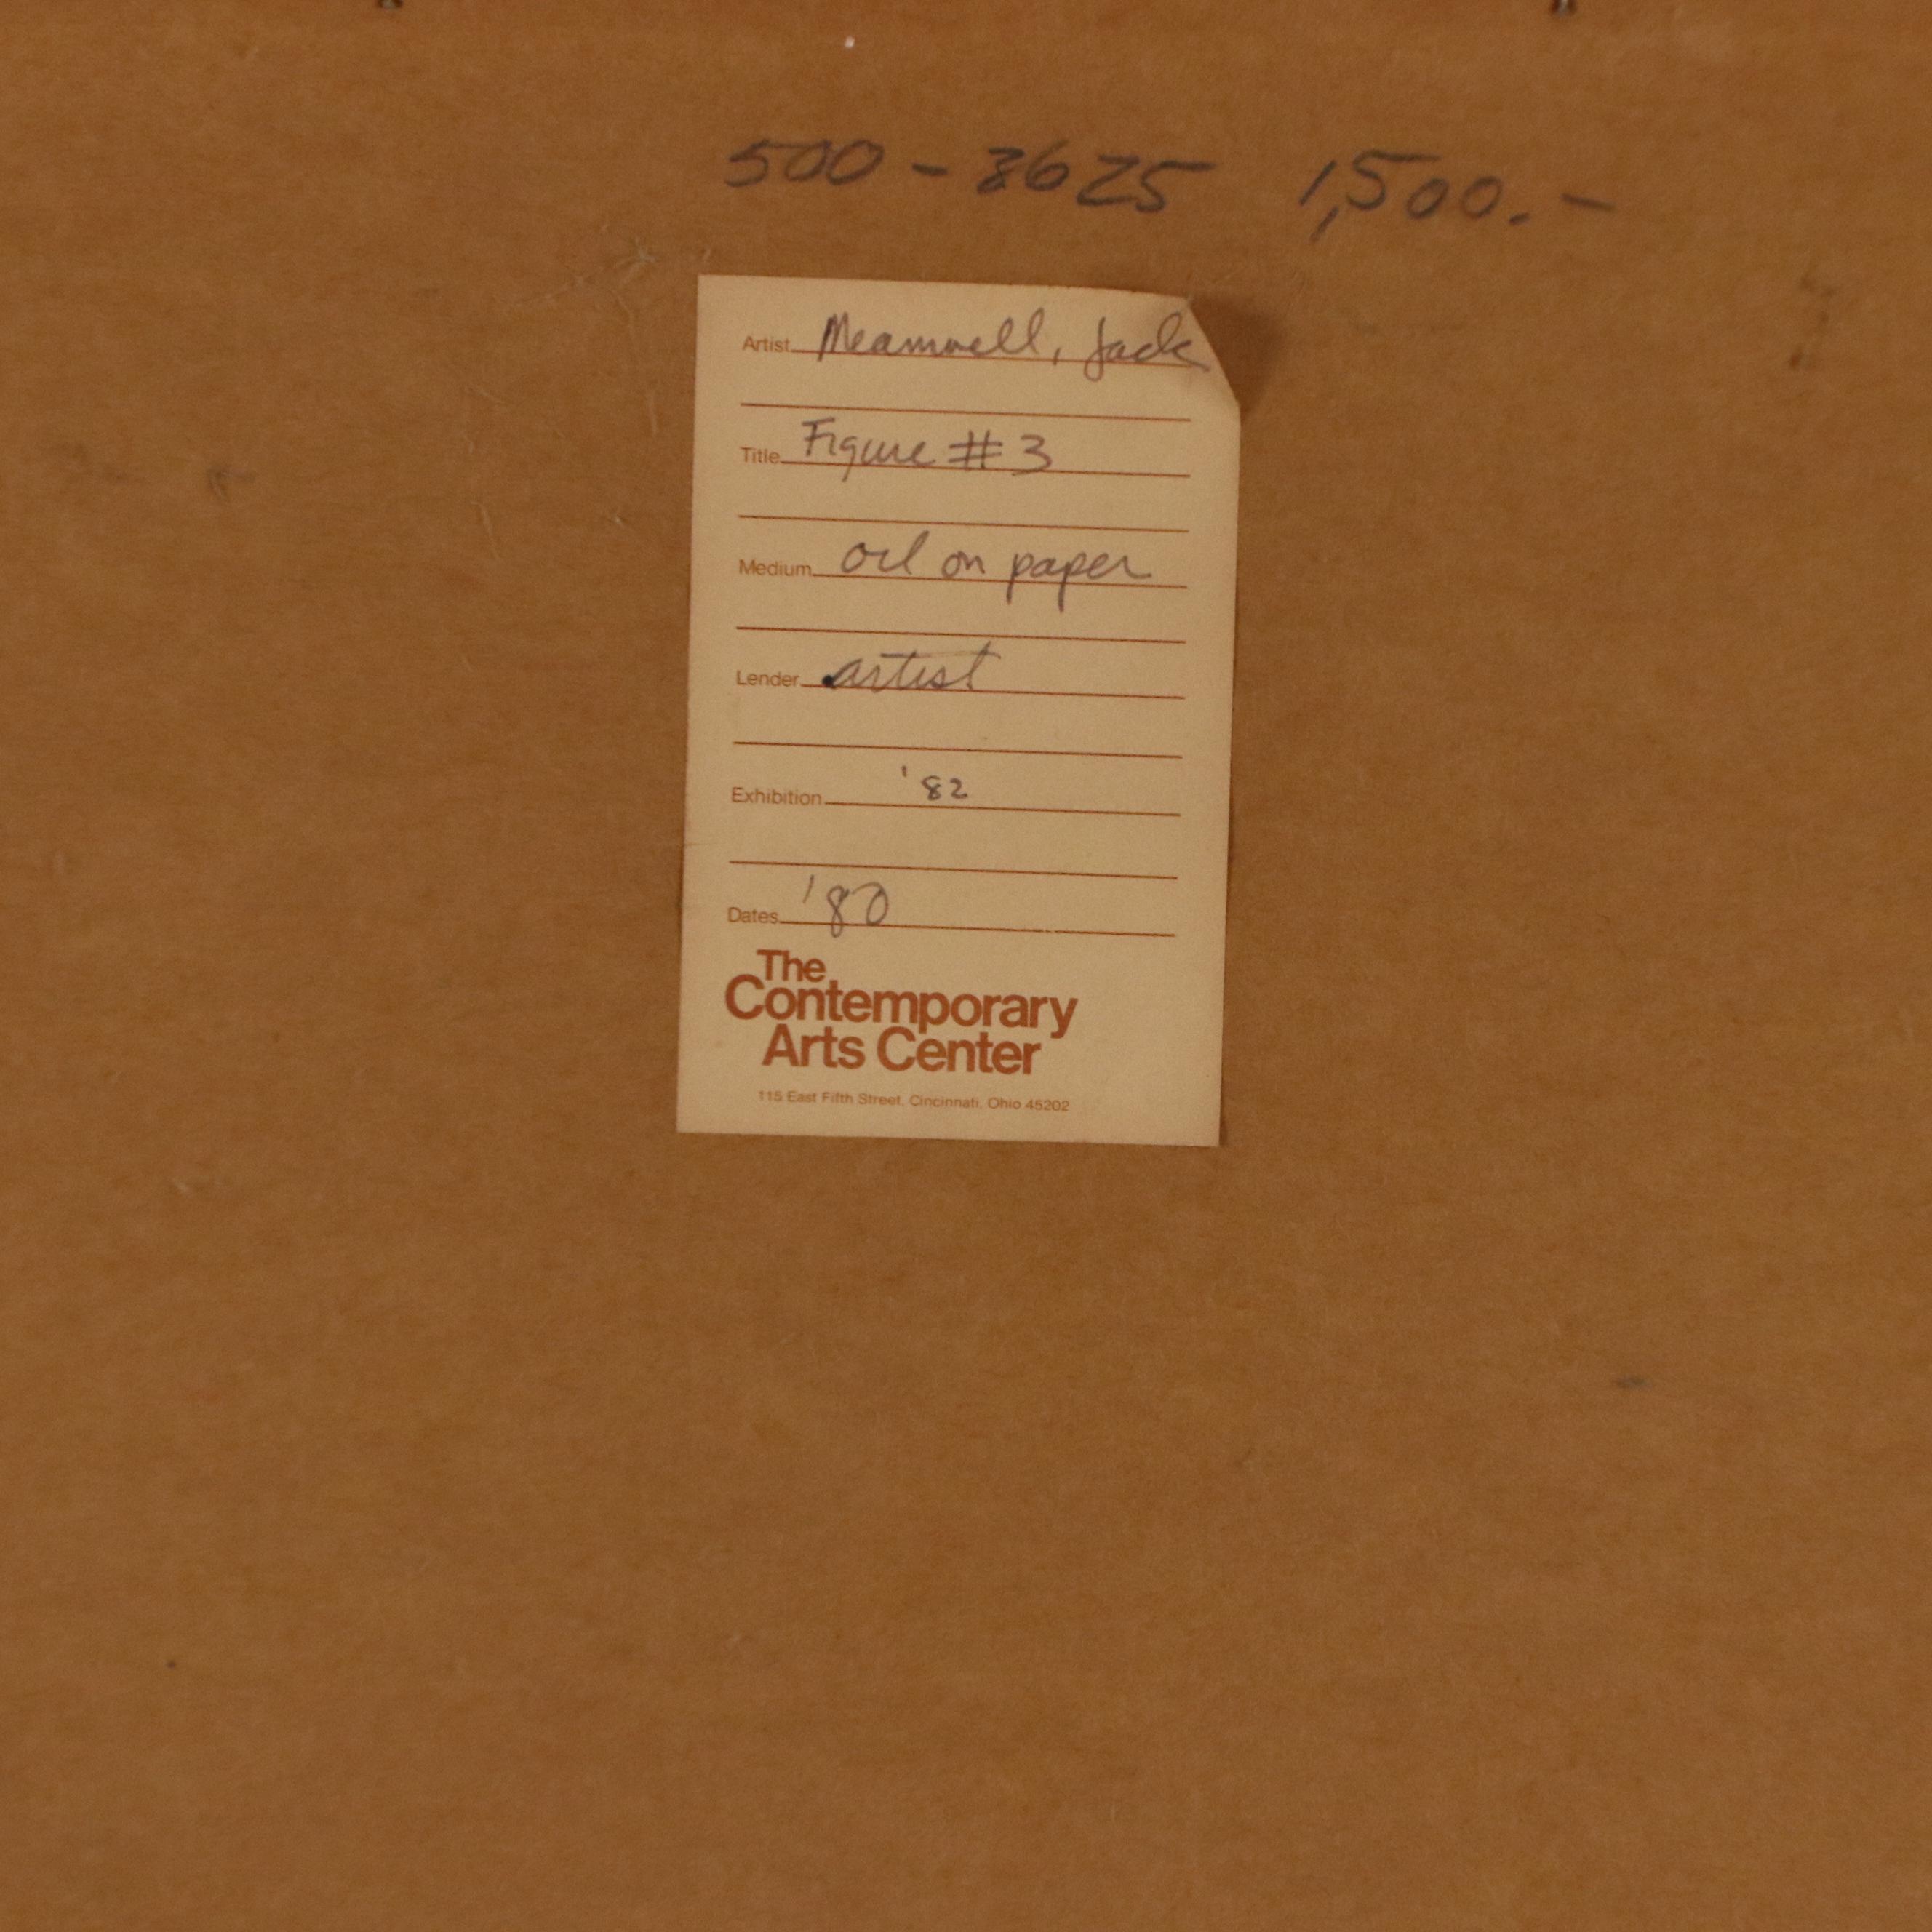 500-3625 1,500.-
Artist Meamwell, Jack
Title Figure #3
Medium oil on paper
Lender artist
Exhibition '82
Dates '80
The
Contemporary
Arts Center
115 East Fifth Street, Cincinnati, Ohio 45202